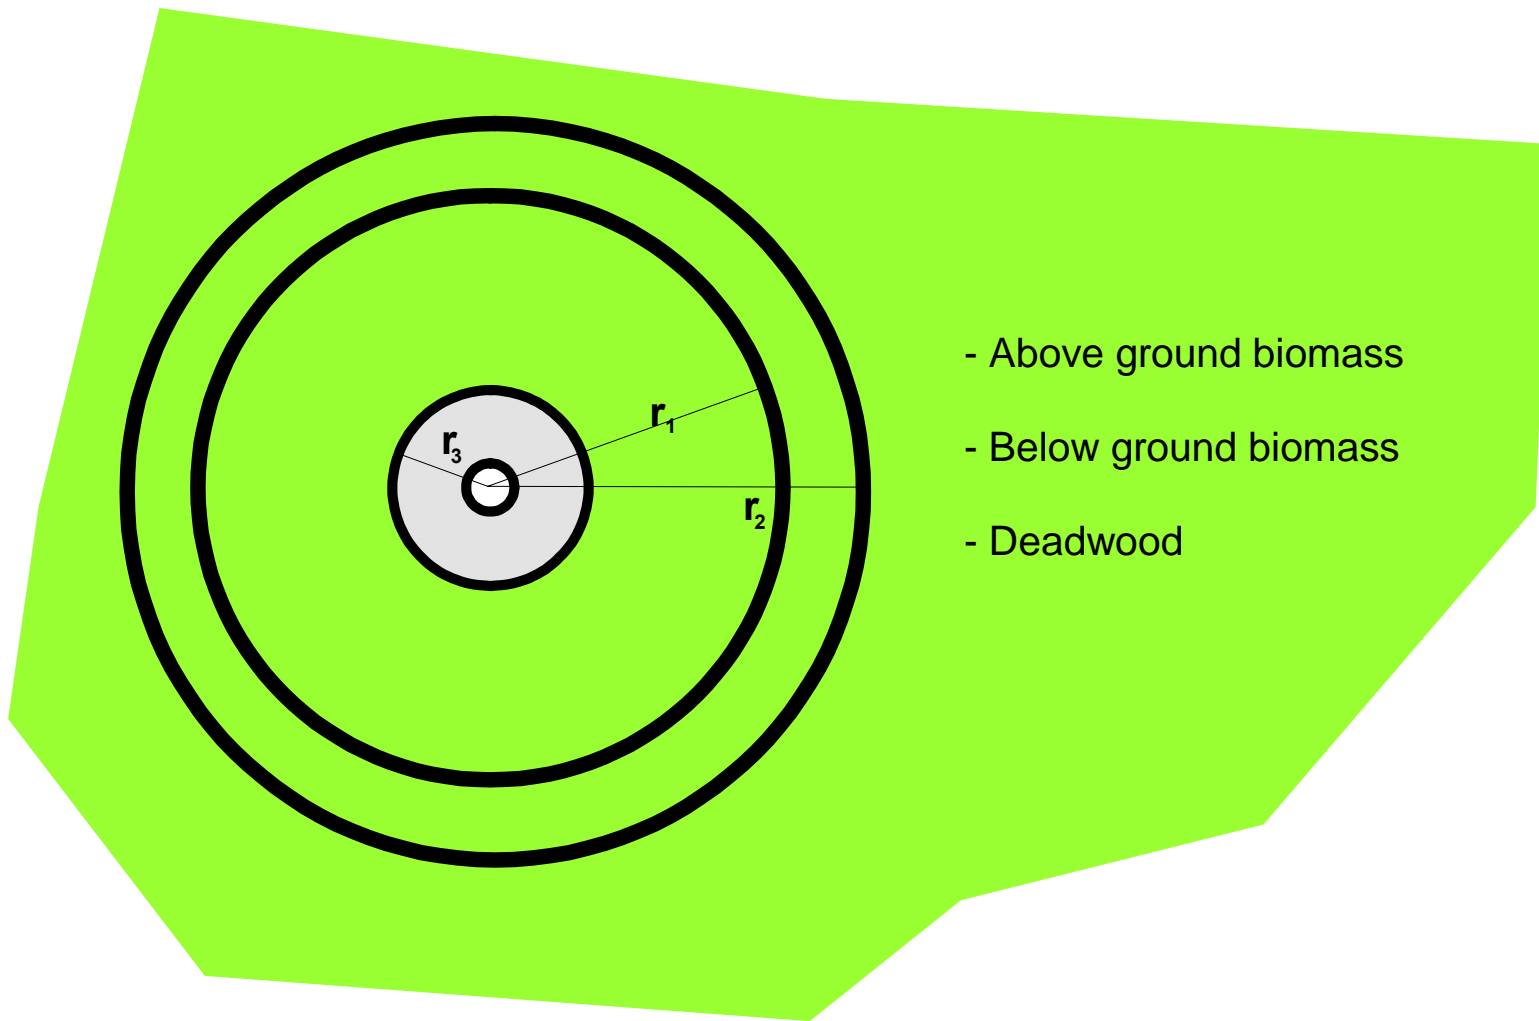 - Above ground biomass
r₁
r₃
- Below ground biomass
r₂
- Deadwood